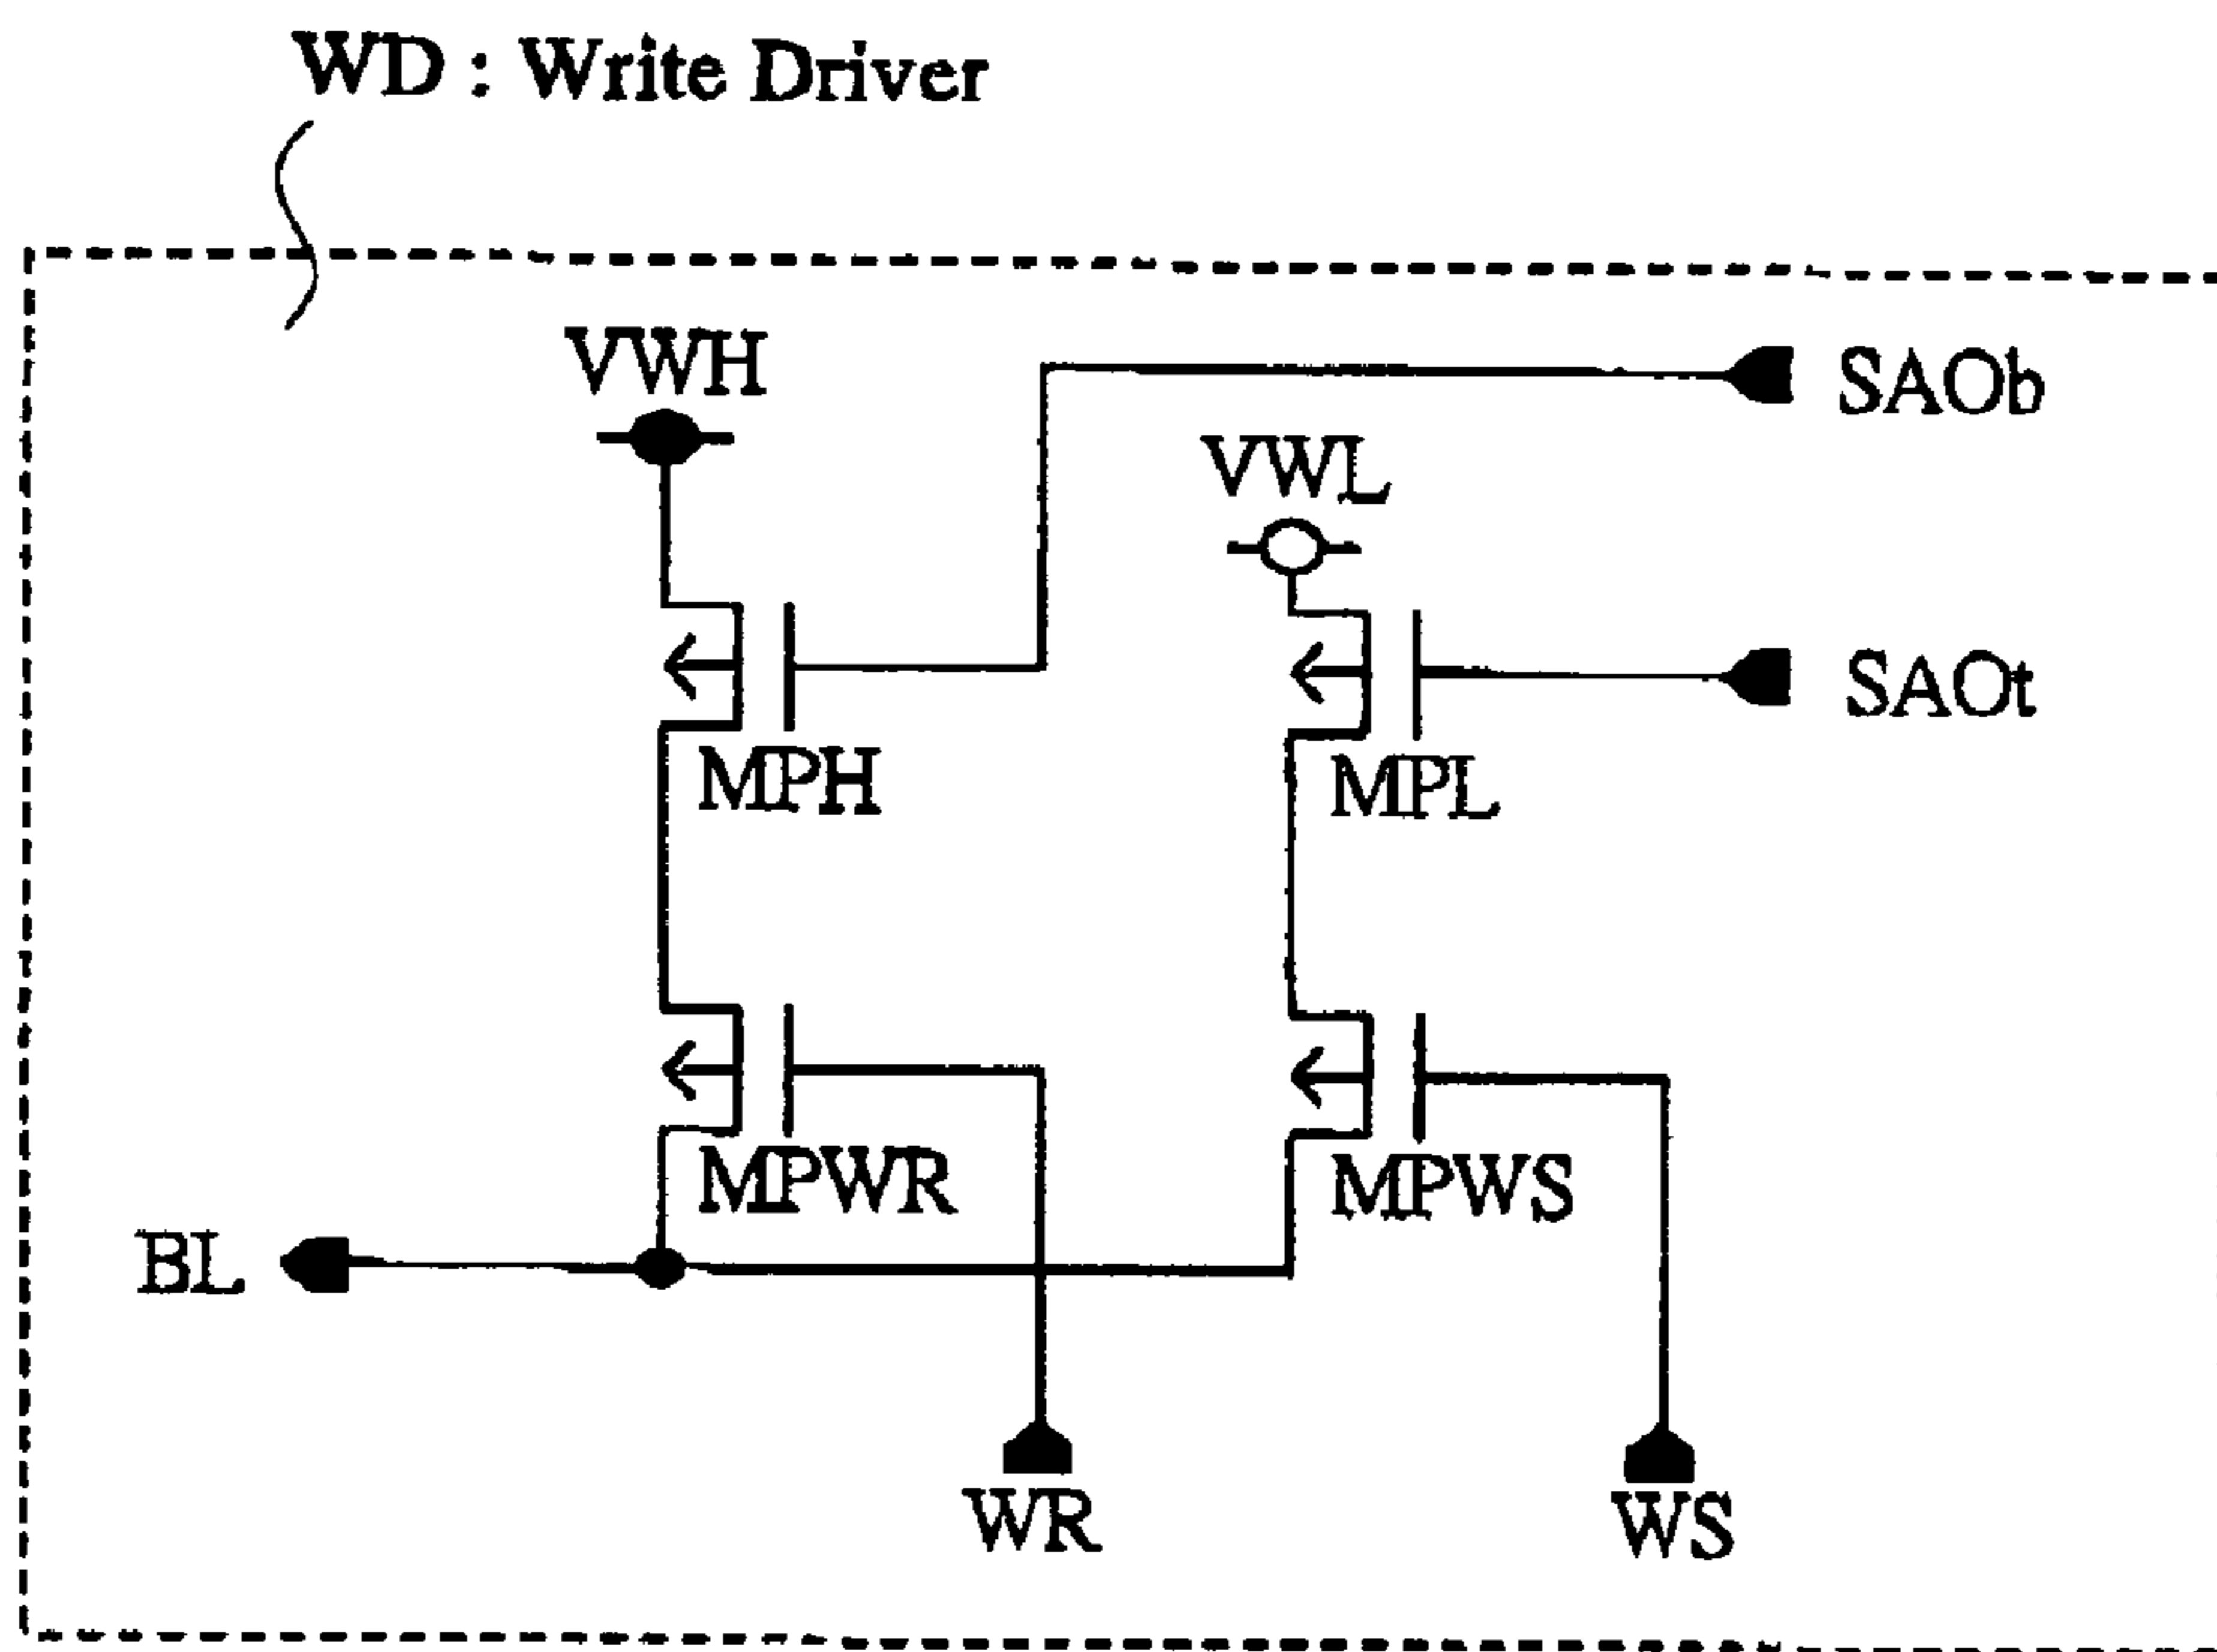 WD : Write Driver
VWH
SAOb
VWL
SAOt
MPH
MPL
MPWR
MPWS
BL
WR
WS